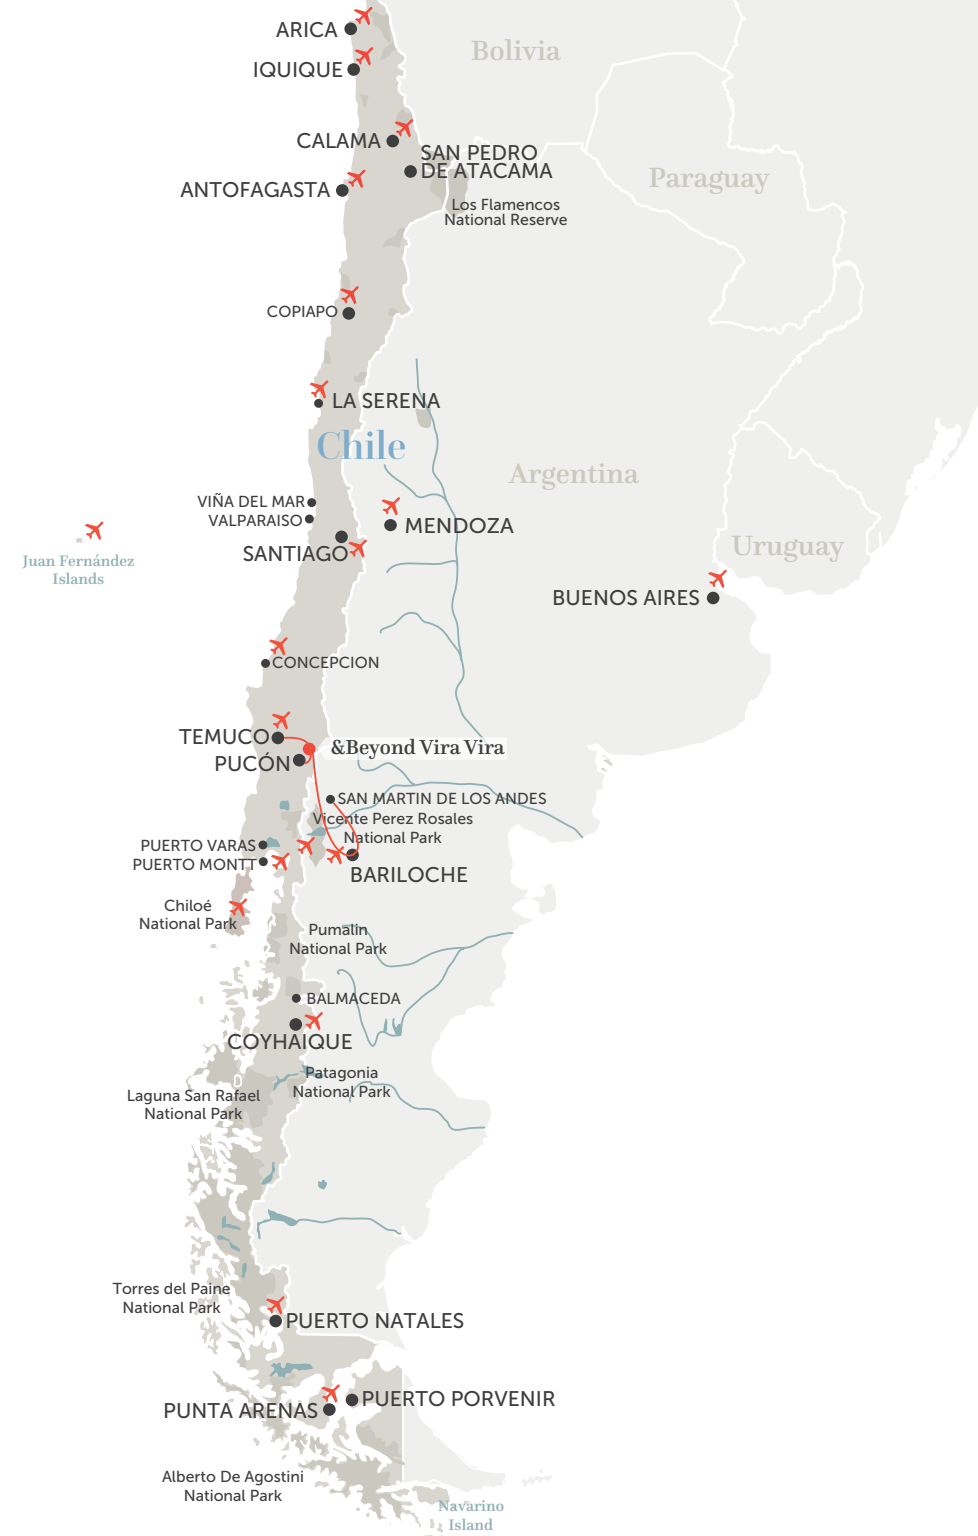 ARICA
Bolivia
IQUIQUE
CALAMA
SAN PEDRO
DE ATACAMA
Paraguay
ANTOFAGASTA
Los Flamencos
National Reserve
COPIAPO
LA SERENA
Chile
Argentina
VIÑA DEL MAR
VALPARAISO
MENDOZA
SANTIAGO
Uruguay
Juan Fernández
Islands
BUENOS AIRES
CONCEPCION
TEMUCO
&Beyond Vira Vira
PUCÓN
SAN MARTIN DE LOS ANDES
Vicente Perez Rosales
National Park
PUERTO VARAS
PUERTO MONTT
BARILOCHE
Chiloé
National Park
Pumalin
National Park
BALMACEDA
COYHAIQUE
Patagonia
National Park
Laguna San Rafael
National Park
Torres del Paine
National Park
PUERTO NATALES
PUERTO PORVENIR
PUNTA ARENAS
Alberto De Agostini
National Park
Navarino
Island